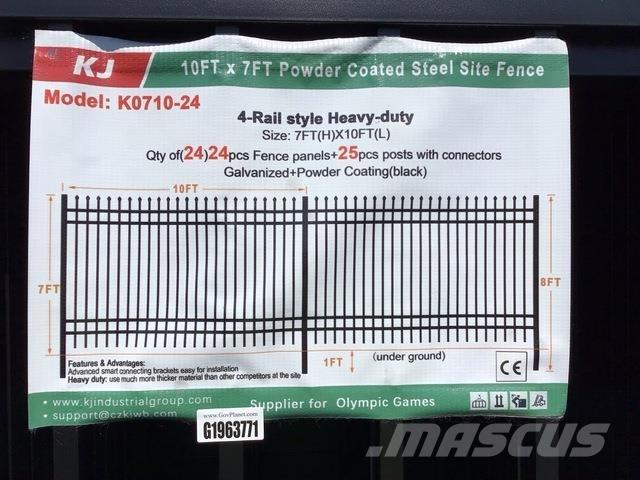 KJ
10FT x 7FT Powder Coated Steel Site Fence
Model: K0710-24
4-Rail style Heavy-duty
Size: 7FT(H)X10FT(L)
Qty of(24)24pcs Fence panels+25pcs posts with connectors
Galvanized+Powder Coating(black)
10FT
7FT
8FT
1FT
(under ground)
Features & Advantages:
Advanced smart connecting brackets easy for installation
Heavy duty: use much more thicker material than other competitors at the site
CE
• www.kjindustrialgroup.com
• support@czkjwb.com
Supplier for Olympic Games
www.GovPlanet.com
G1963771
MASCUS